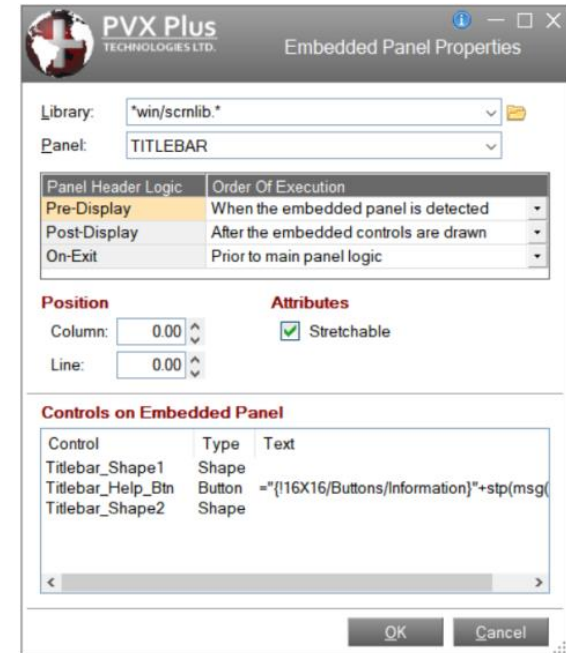 PVX Plus
TECHNOLOGIES LTD.
Embedded Panel Properties
Library: *win/scrnlib.*
Panel: TITLEBAR
Panel Header Logic Order Of Execution
Pre-Display When the embedded panel is detected
Post-Display After the embedded controls are drawn
On-Exit Prior to main panel logic
Position Attributes
Column: 0.00 Stretchable
Line: 0.00
Controls on Embedded Panel
Control Type Text
Titlebar_Shape1 Shape
Titlebar_Help_Btn Button ="{!16X16/Buttons/Information}"+stp(msg(
Titlebar_Shape2 Shape
OK Cancel